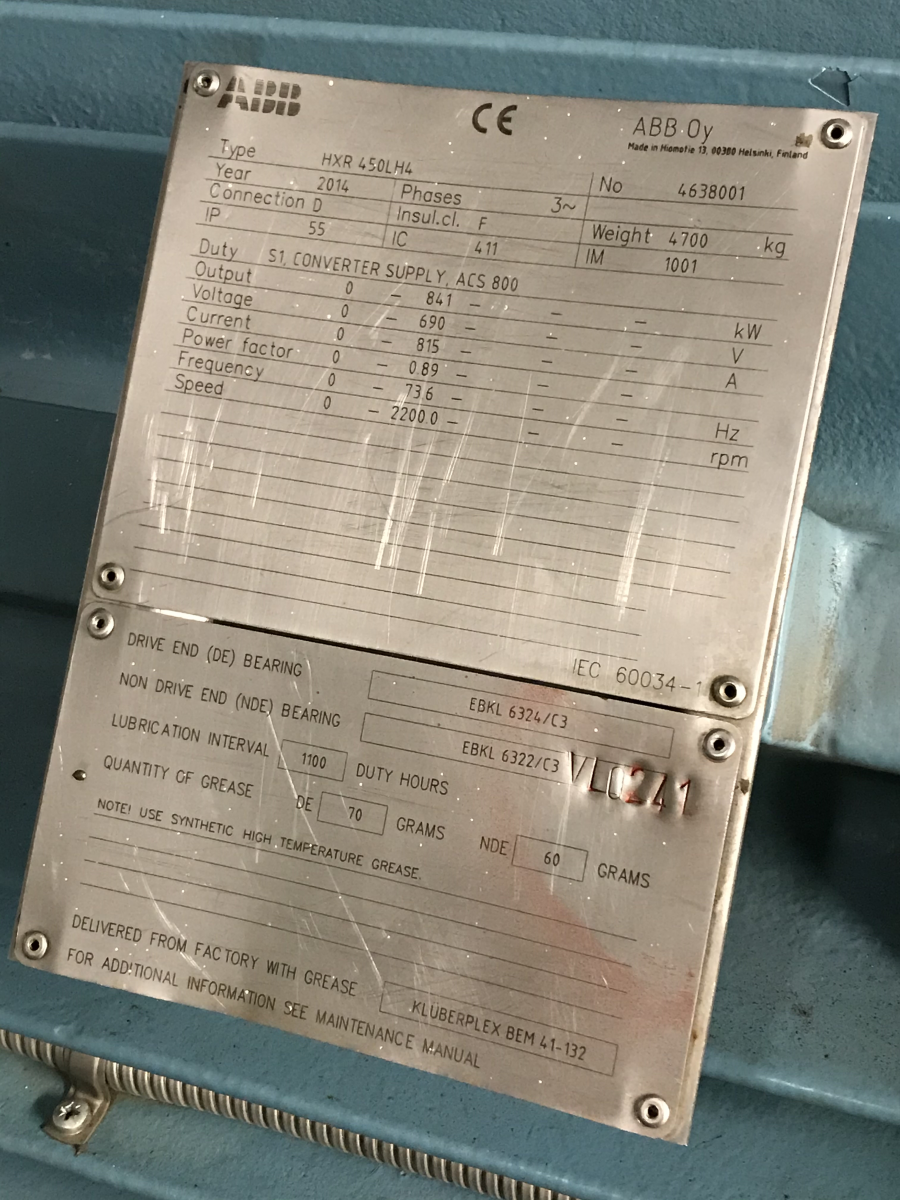 ABB CE ABB Oy
Made in Hiomotie 13, 00380 Helsinki, Finland
Type HXR 450LH4 No 4638001
Year 2014 Phases 3~
Connection D Insul.cl. F Weight 4700 kg
IP 55 IC 411 IM 1001
Duty S1, CONVERTER SUPPLY, ACS 800
Output 0 – 841 – – – kW
Voltage 0 – 690 – – – V
Current 0 – 815 – – – A
Power factor 0 – 0.89 – – –
Frequency 0 – 73.6 – – – Hz
Speed 0 – 2200.0 – – – rpm
IEC 60034-1
DRIVE END (DE) BEARING EBKL 6324/C3
NON DRIVE END (NDE) BEARING EBKL 6322/C3
VLC241
LUBRICATION INTERVAL 1100 DUTY HOURS
QUANTITY OF GREASE DE 70 GRAMS NDE 60 GRAMS
NOTE! USE SYNTHETIC HIGH TEMPERATURE GREASE.
DELIVERED FROM FACTORY WITH GREASE KLÜBERPLEX BEM 41-132
FOR ADDITIONAL INFORMATION SEE MAINTENANCE MANUAL